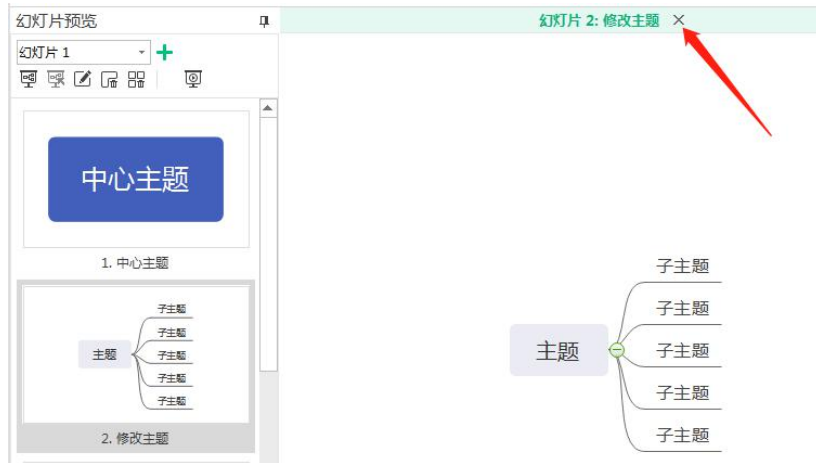 幻灯片预览
幻灯片 2: 修改主题
幻灯片 1
中心主题
1. 中心主题
主题
子主题
子主题
子主题
子主题
子主题
2. 修改主题
主题
子主题
子主题
子主题
子主题
子主题